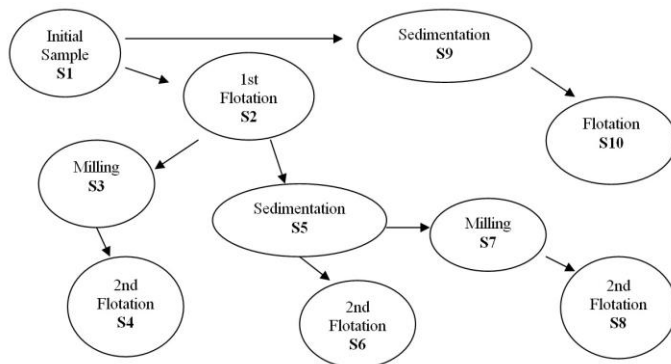 Initial
Sample
S1
Sedimentation
S9
1st
Flotation
S2
Flotation
S10
Milling
S3
Sedimentation
S5
Milling
S7
2nd
Flotation
S4
2nd
Flotation
S6
2nd
Flotation
S8